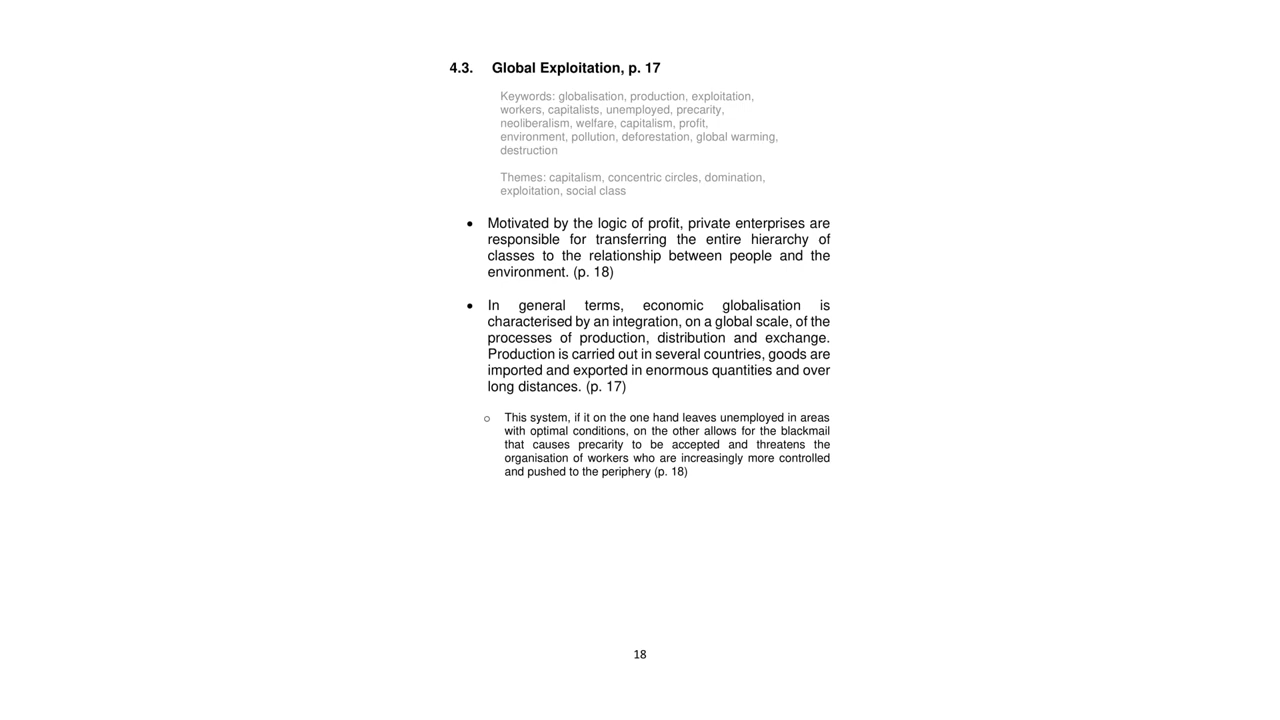 4.3. Global Exploitation, p. 17
Keywords: globalisation, production, exploitation,
workers, capitalists, unemployed, precarity,
neoliberalism, welfare, capitalism, profit,
environment, pollution, deforestation, global warming,
destruction
Themes: capitalism, concentric circles, domination,
exploitation, social class
• Motivated by the logic of profit, private enterprises are
responsible for transferring the entire hierarchy of
classes to the relationship between people and the
environment. (p. 18)
• In general terms, economic globalisation is
characterised by an integration, on a global scale, of the
processes of production, distribution and exchange.
Production is carried out in several countries, goods are
imported and exported in enormous quantities and over
long distances. (p. 17)
o This system, if it on the one hand leaves unemployed in areas
with optimal conditions, on the other allows for the blackmail
that causes precarity to be accepted and threatens the
organisation of workers who are increasingly more controlled
and pushed to the periphery (p. 18)
18